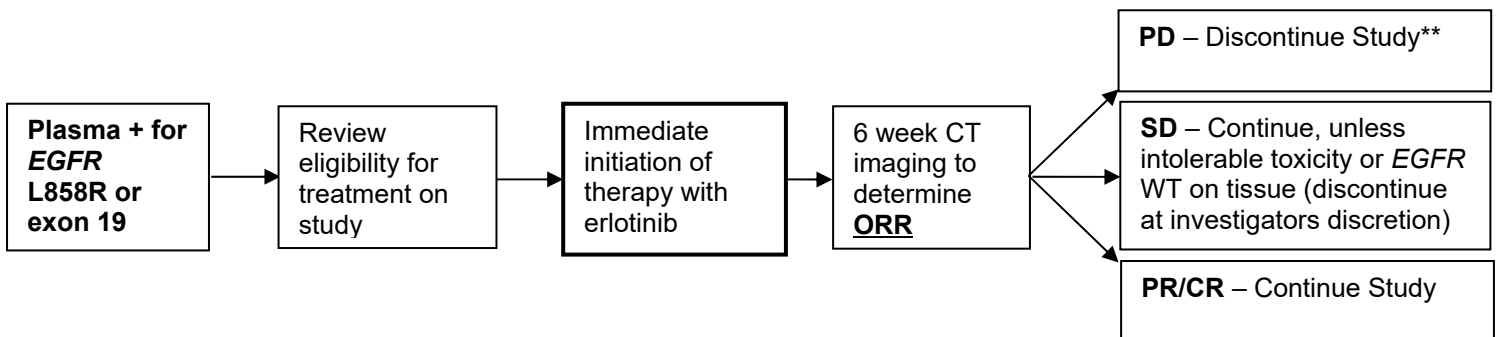 Plasma + for
EGFR
L858R or
exon 19
Review
eligibility for
treatment on
study
Immediate
initiation of
therapy with
erlotinib
6 week CT
imaging to
determine
ORR
PD – Discontinue Study**
SD – Continue, unless
intolerable toxicity or EGFR
WT on tissue (discontinue
at investigators discretion)
PR/CR – Continue Study